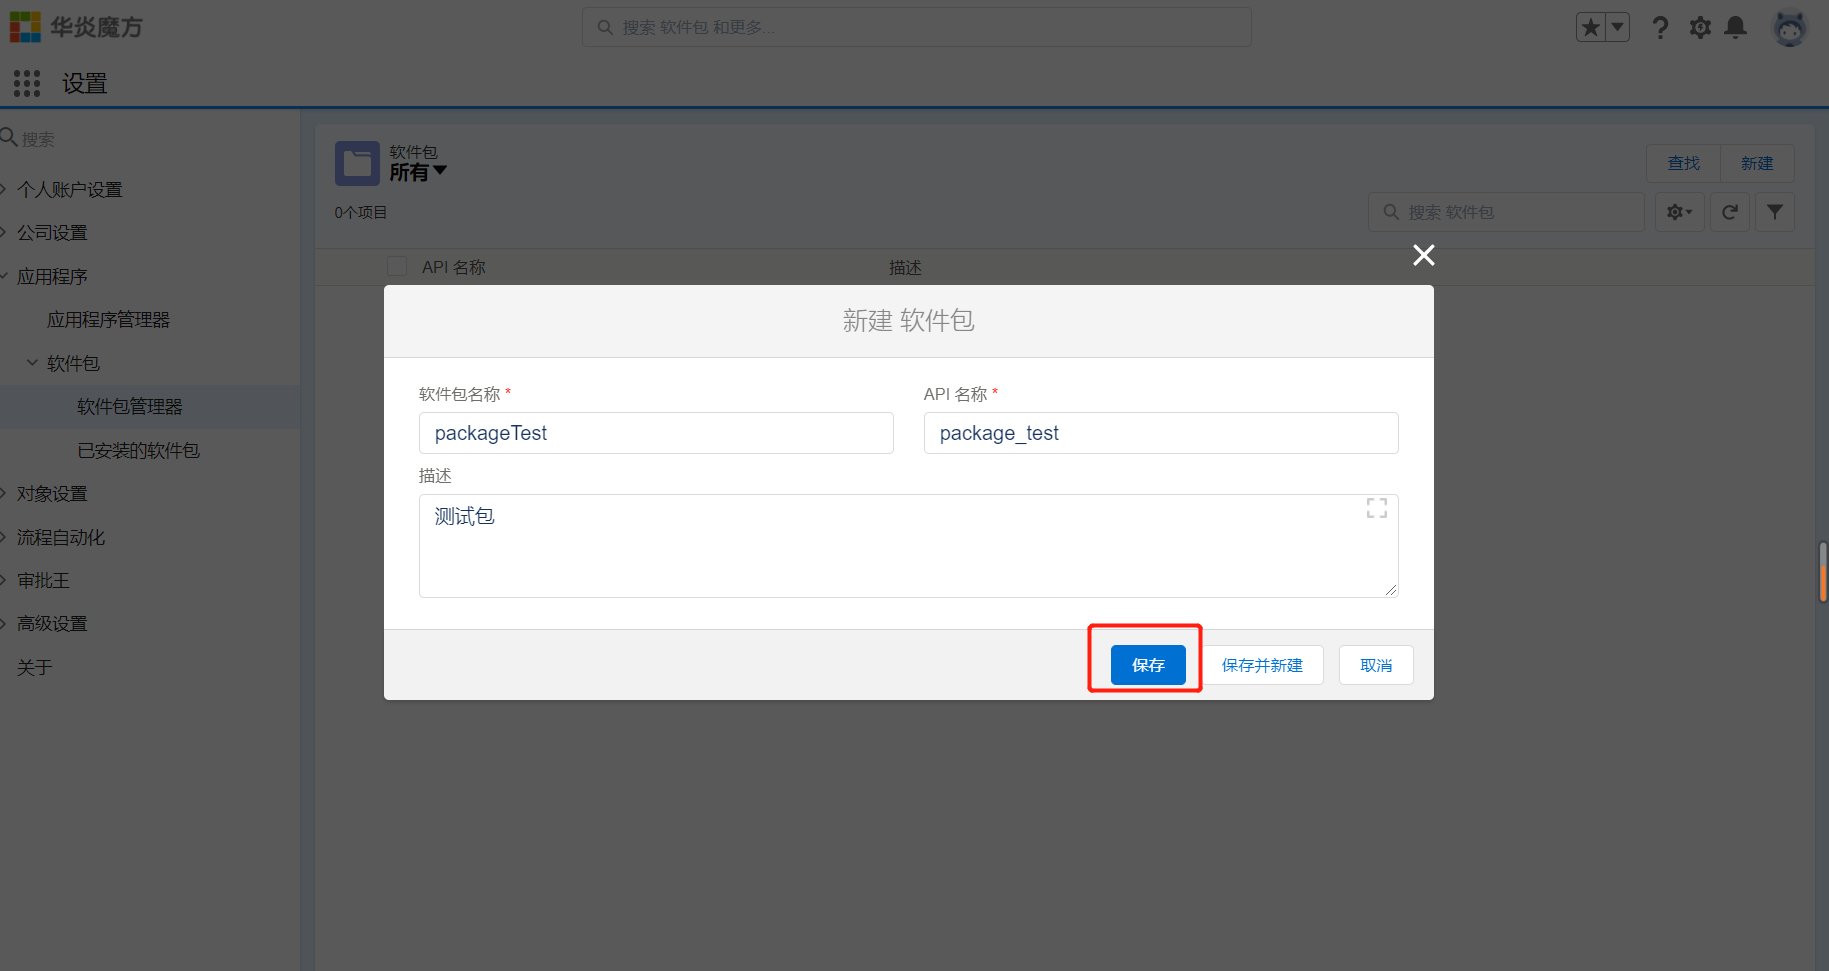 华炎魔方
搜索 软件包 和更多...
设置
搜索
个人账户设置
公司设置
应用程序
应用程序管理器
软件包
软件包管理器
已安装的软件包
对象设置
流程自动化
审批王
高级设置
关于
软件包
所有
0个项目
查找
新建
搜索 软件包
API 名称
描述
新建 软件包
软件包名称 *
API 名称 *
packageTest
package_test
描述
测试包
保存
保存并新建
取消